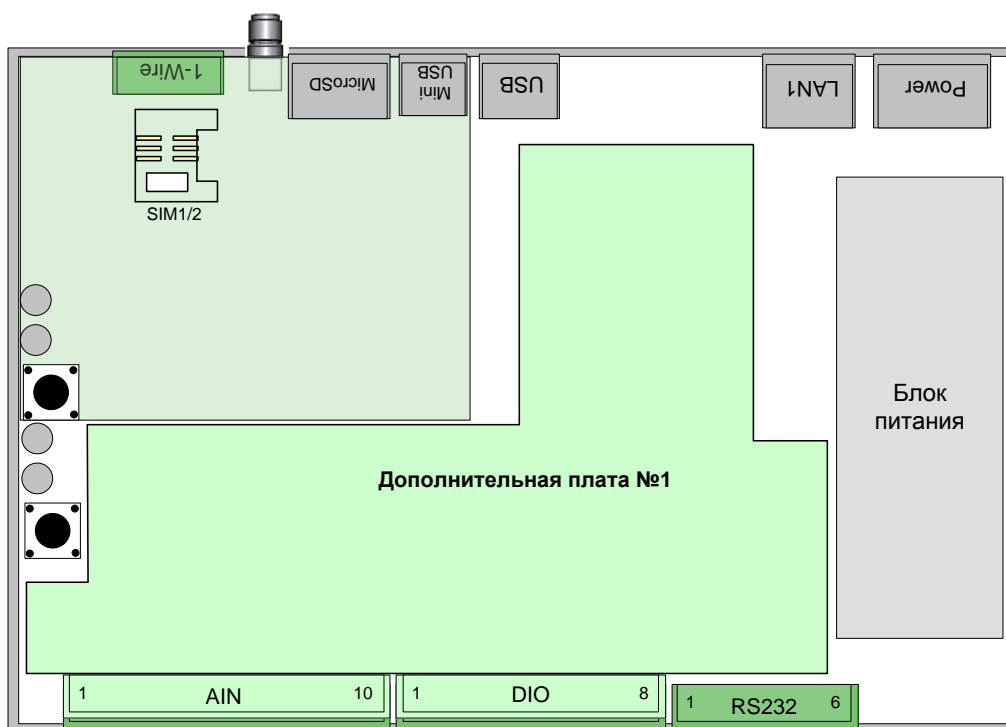 1-Wire
MicroSD
Mini
USB
USB
LAN1
Power
SIM1/2
Блок
питания
Дополнительная плата №1
1 AIN 10
1 DIO 8
1 RS232 6